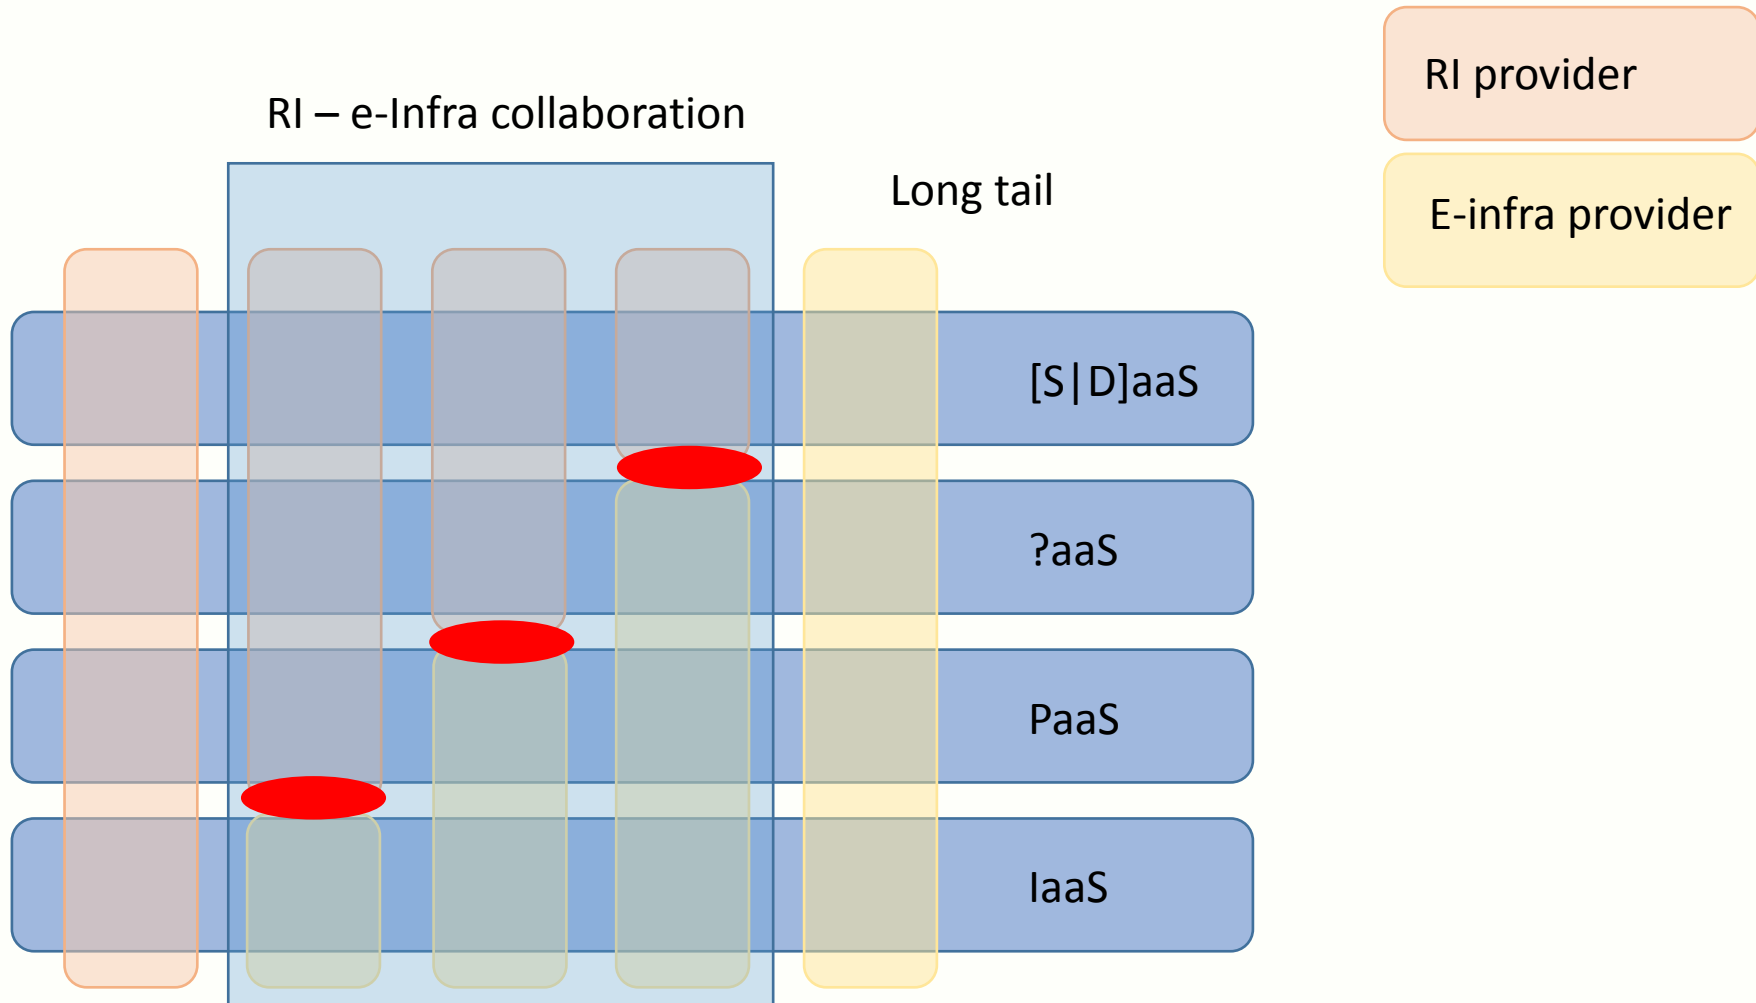 RI provider
RI – e-Infra collaboration
Long tail
E-infra provider
[S|D]aaS
?aaS
PaaS
IaaS